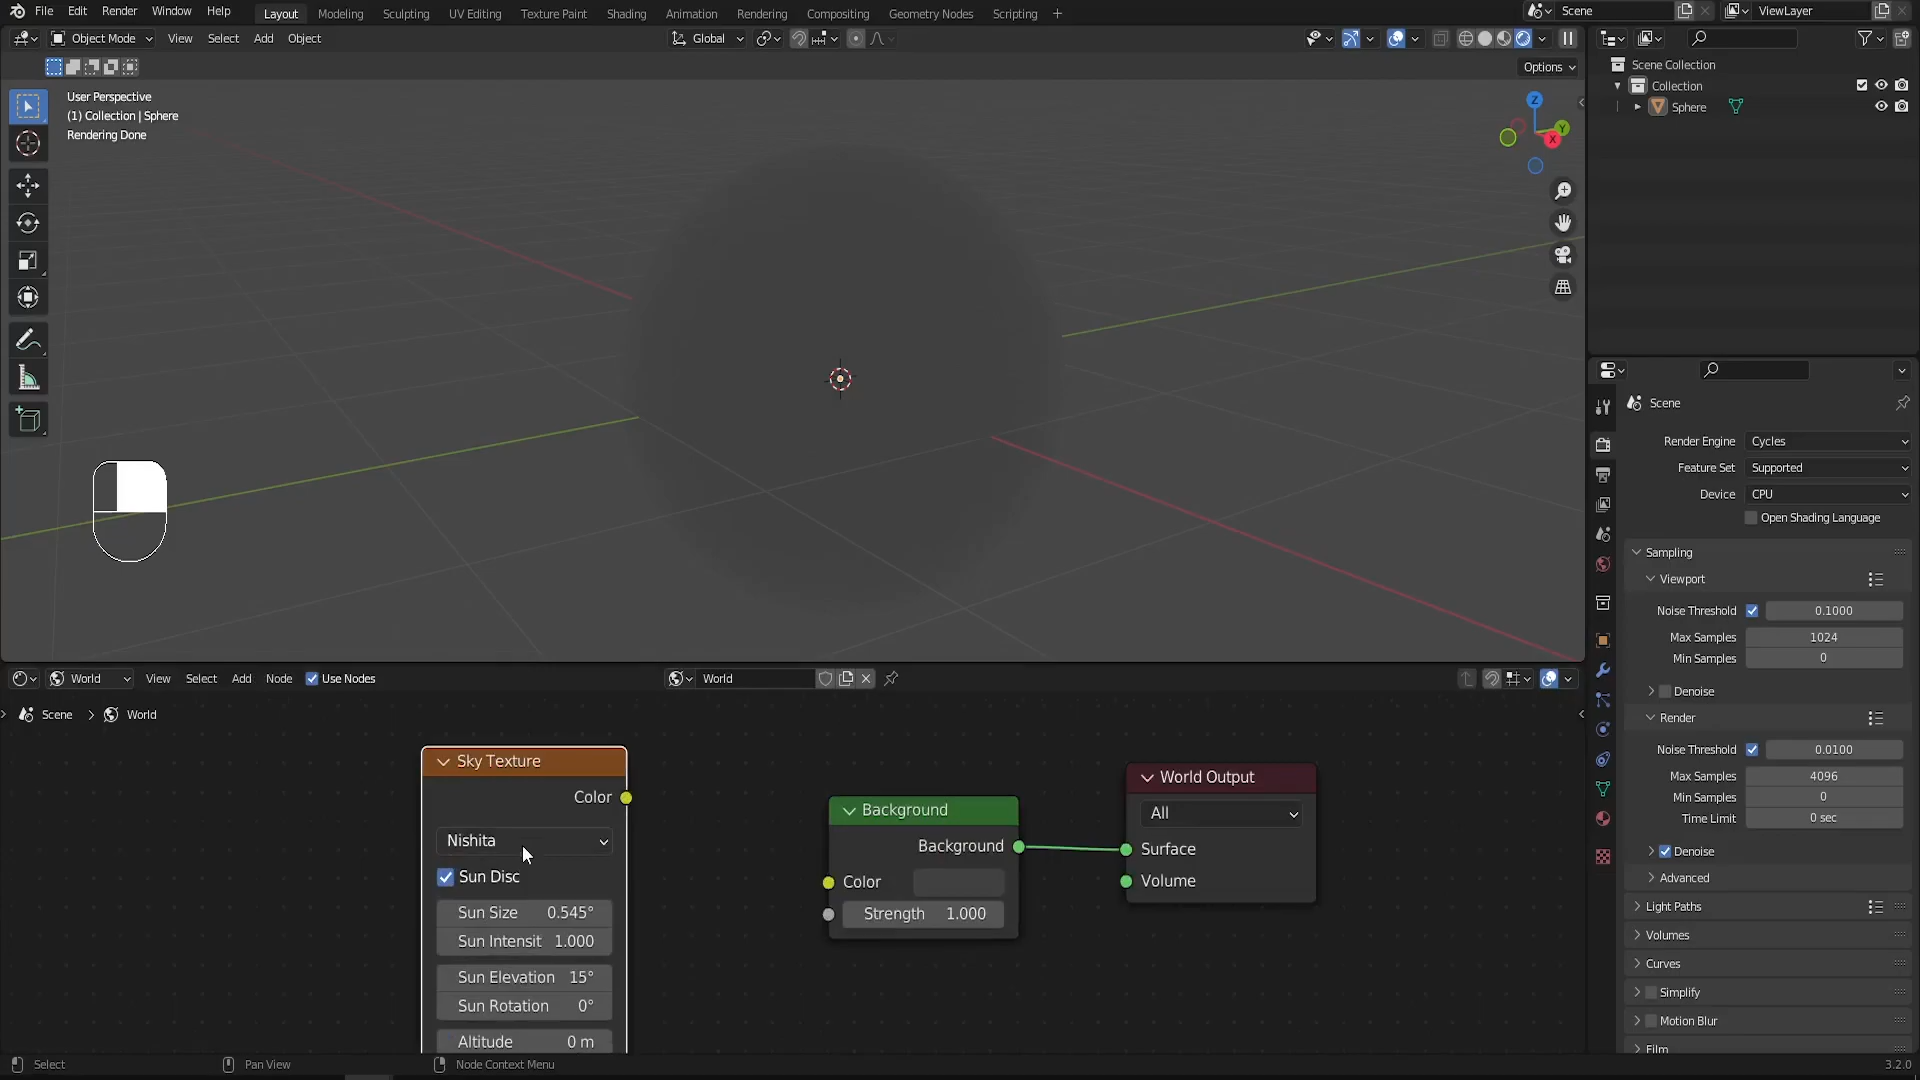 File Edit Render Window Help Layout Modeling Sculpting UV Editing Texture Paint Shading Animation Rendering Compositing Geometry Nodes Scripting + Scene ViewLayer
Object Mode View Select Add Object Global
Options
User Perspective
(1) Collection | Sphere
Rendering Done
Z
Y
X
Scene Collection
Collection
Sphere
Scene
Render Engine Cycles
Feature Set Supported
Device CPU
Open Shading Language
Sampling
Viewport
Noise Threshold 0.1000
Max Samples 1024
Min Samples 0
Denoise
Render
Noise Threshold 0.0100
Max Samples 4096
Min Samples 0
Time Limit 0 sec
Denoise
Advanced
Light Paths
Volumes
Curves
Simplify
Motion Blur
Film
World View Select Add Node Use Nodes World
Scene > World
Sky Texture
Color
Nishita
Sun Disc
Sun Size 0.545°
Sun Intensit 1.000
Sun Elevation 15°
Sun Rotation 0°
Altitude 0 m
Background
Background
Color
Strength 1.000
World Output
All
Surface
Volume
Select Pan View Node Context Menu 3.2.0